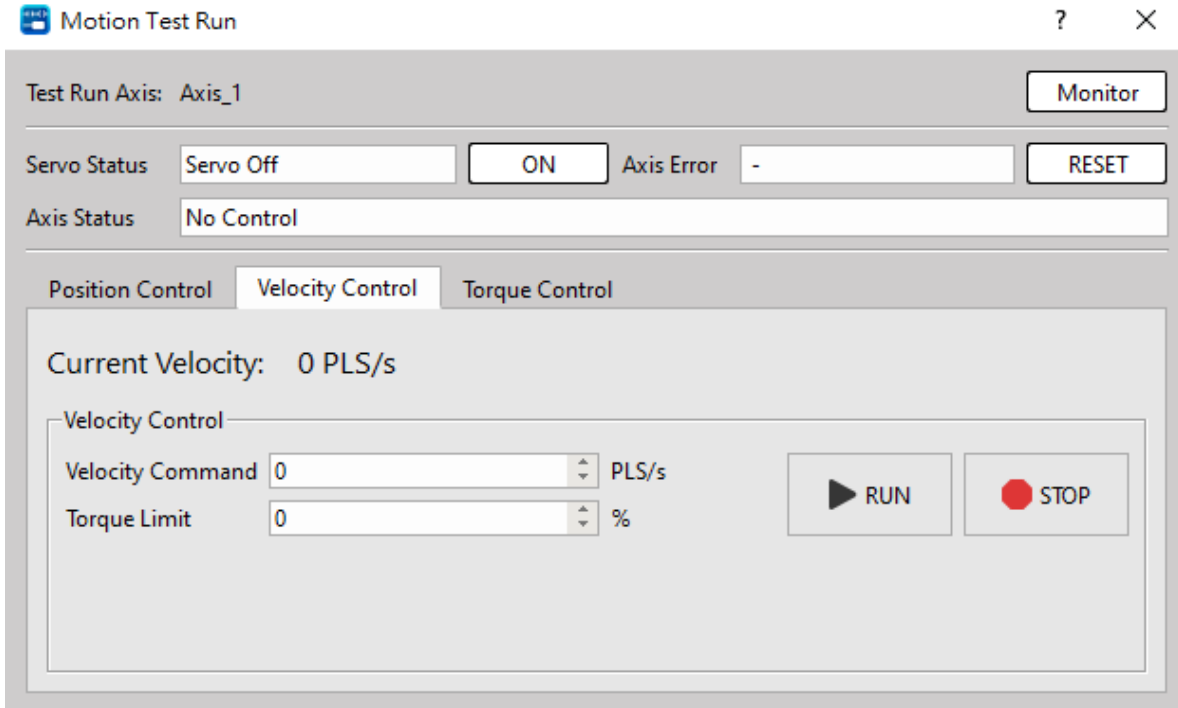 Motion Test Run ?
Test Run Axis: Axis_1 Monitor
Servo Status Servo Off ON Axis Error - RESET
Axis Status No Control
Position Control Velocity Control Torque Control
Current Velocity: 0 PLS/s
Velocity Control
Velocity Command 0 PLS/s
Torque Limit 0 %
RUN STOP